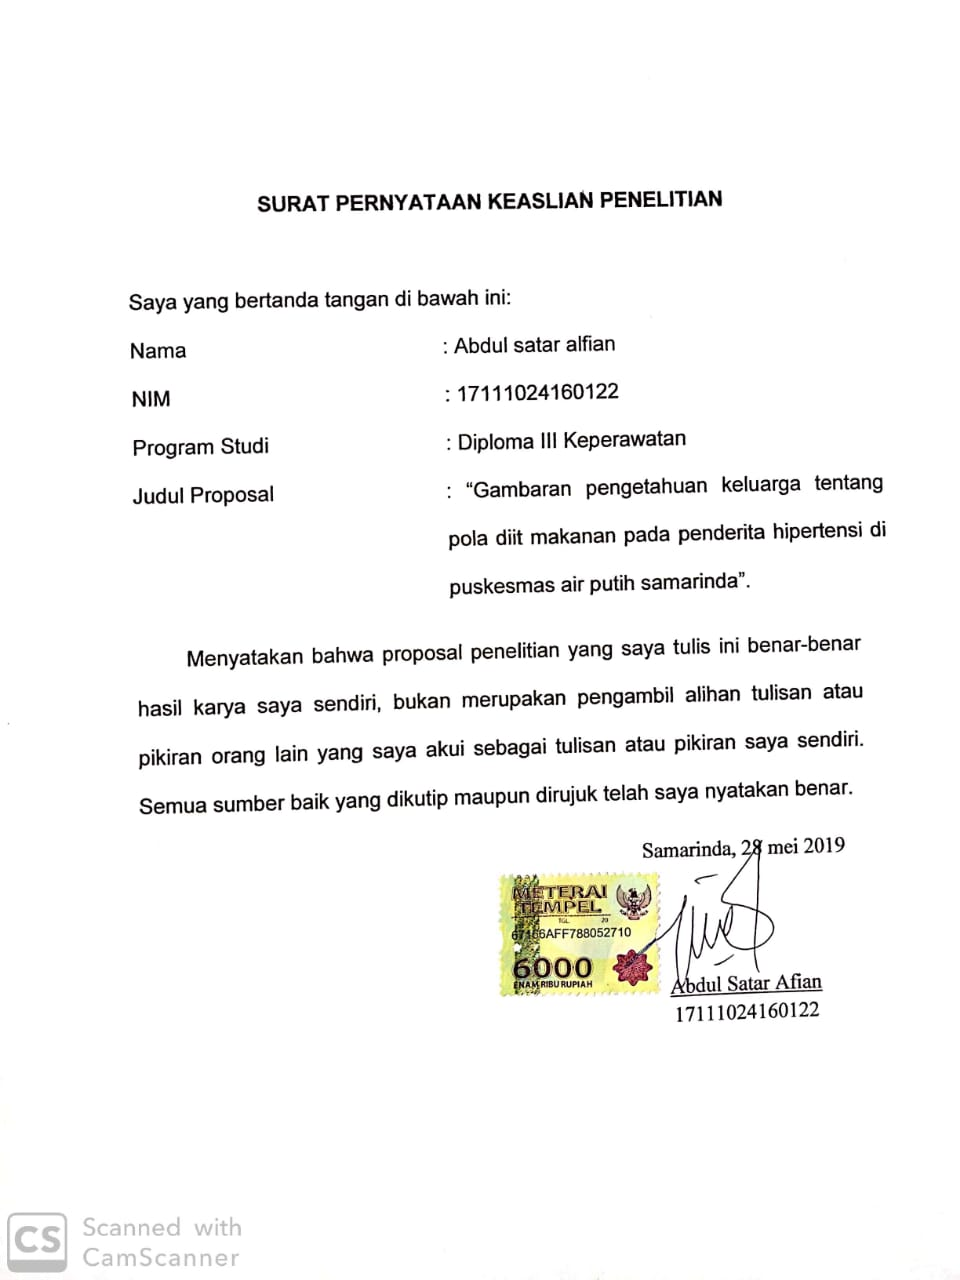 SURAT PERNYATAAN KEASLIAN PENELITIAN
Saya yang bertanda tangan di bawah ini:
Nama : Abdul satar alfian
NIM : 17111024160122
Program Studi : Diploma III Keperawatan
Judul Proposal : “Gambaran pengetahuan keluarga tentang
pola diit makanan pada penderita hipertensi di
puskesmas air putih samarinda”.
Menyatakan bahwa proposal penelitian yang saya tulis ini benar-benar
hasil karya saya sendiri, bukan merupakan pengambil alihan tulisan atau
pikiran orang lain yang saya akui sebagai tulisan atau pikiran saya sendiri.
Semua sumber baik yang dikutip maupun dirujuk telah saya nyatakan benar.
Samarinda, 28 mei 2019
METERAI
TEMPEL
TGL. 20
AFF788052710
6000
ENAM RIBU RUPIAH
Abdul Satar Afian
17111024160122
CS Scanned with
CamScanner